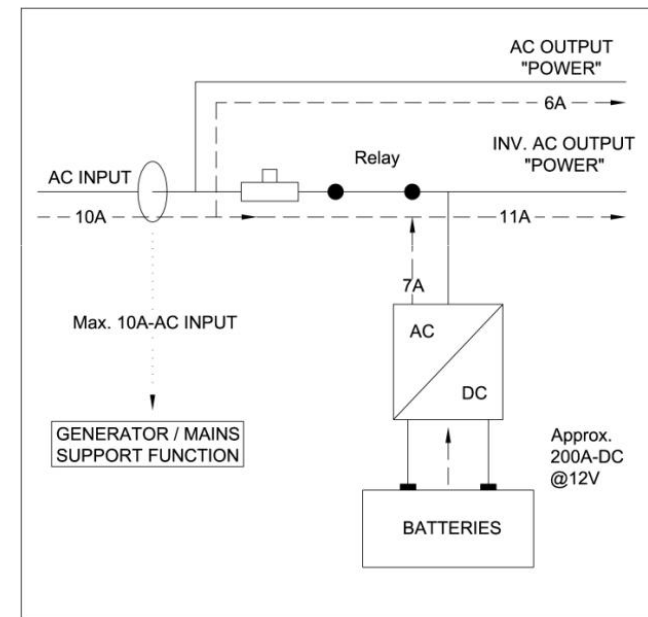 AC OUTPUT
"POWER"
6A
INV. AC OUTPUT
"POWER"
Relay
AC INPUT
10A
11A
7A
Max. 10A-AC INPUT
AC
DC
GENERATOR / MAINS
SUPPORT FUNCTION
Approx.
200A-DC
@12V
BATTERIES